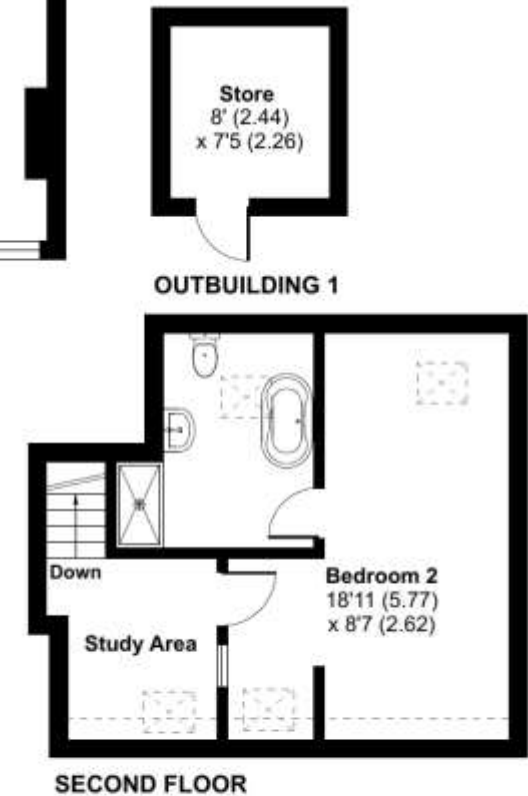 Store
8' (2.44)
x 7'5 (2.26)
OUTBUILDING 1
Down
Bedroom 2
18'11 (5.77)
x 8'7 (2.62)
Study Area
SECOND FLOOR